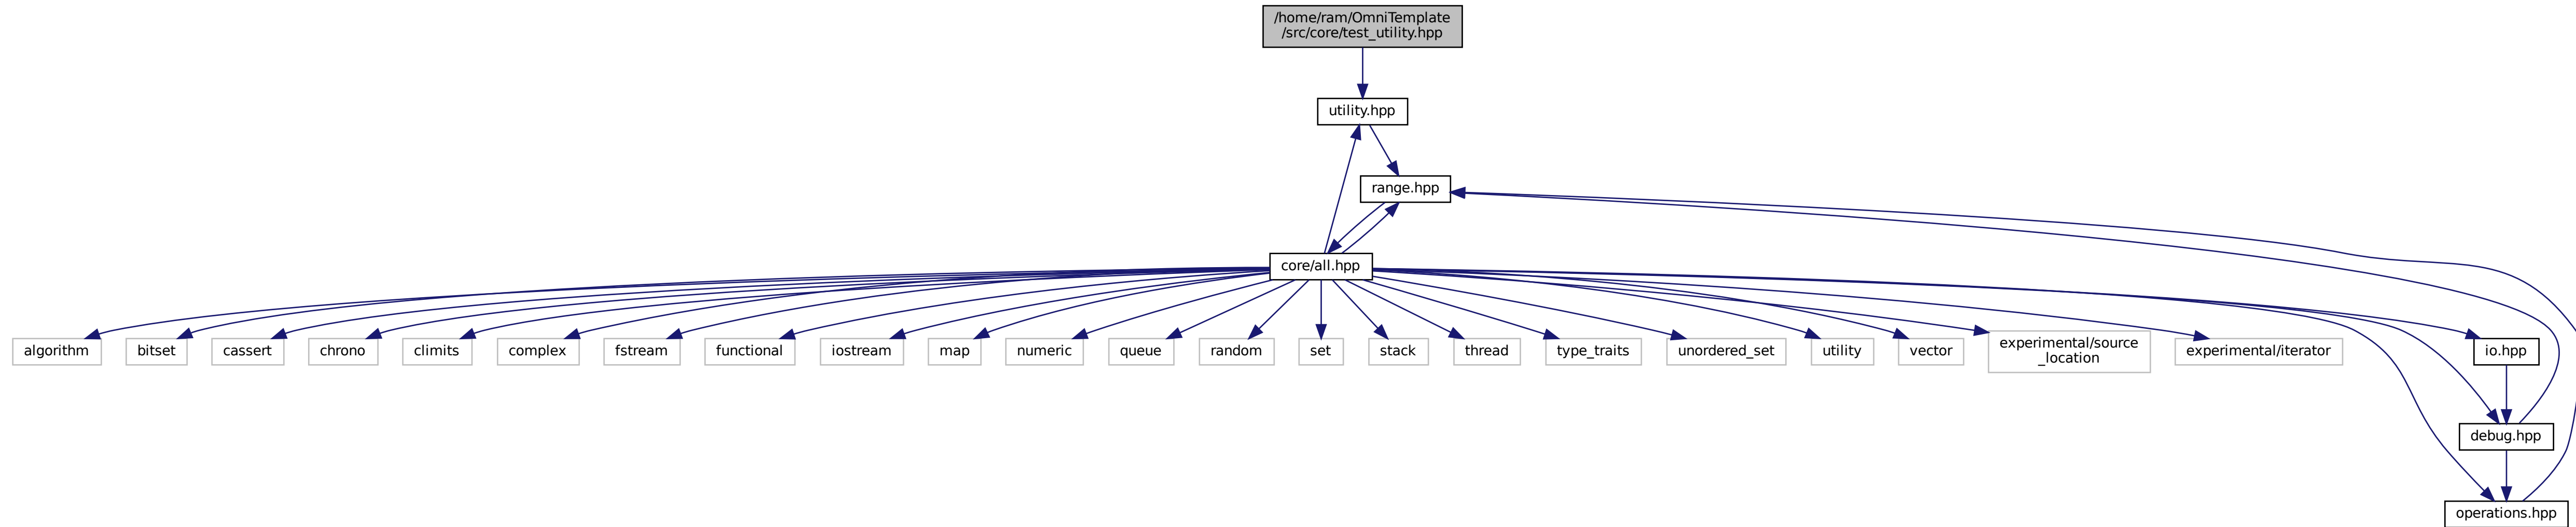 /home/ram/OmniTemplate
/src/core/test_utility.hpp
utility.hpp
range.hpp
core/all.hpp
algorithm
bitset
cassert
chrono
climits
complex
fstream
functional
iostream
map
numeric
queue
random
set
stack
thread
type_traits
unordered_set
utility
vector
experimental/source
_location
experimental/iterator
io.hpp
debug.hpp
operations.hpp